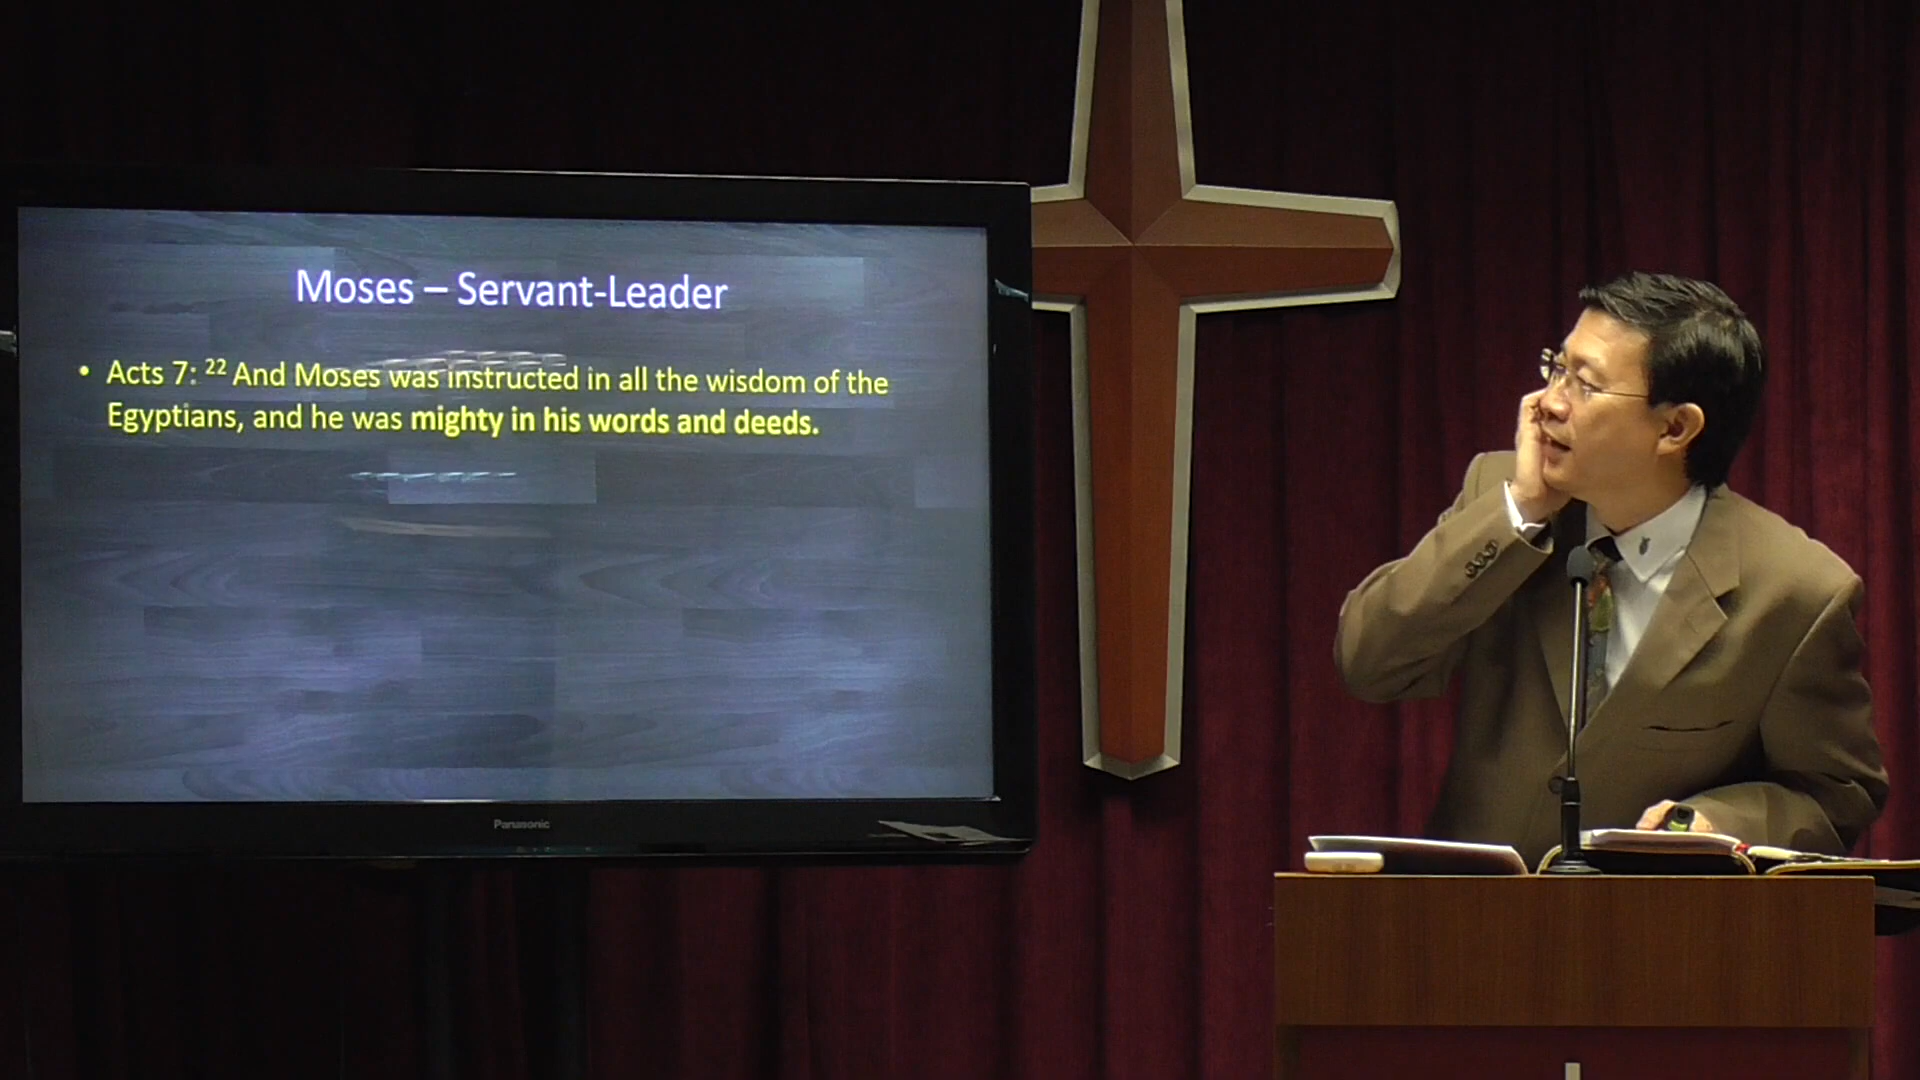 Moses – Servant-Leader
• Acts 7: ²² And Moses was instructed in all the wisdom of the
Egyptians, and he was mighty in his words and deeds.
Panasonic